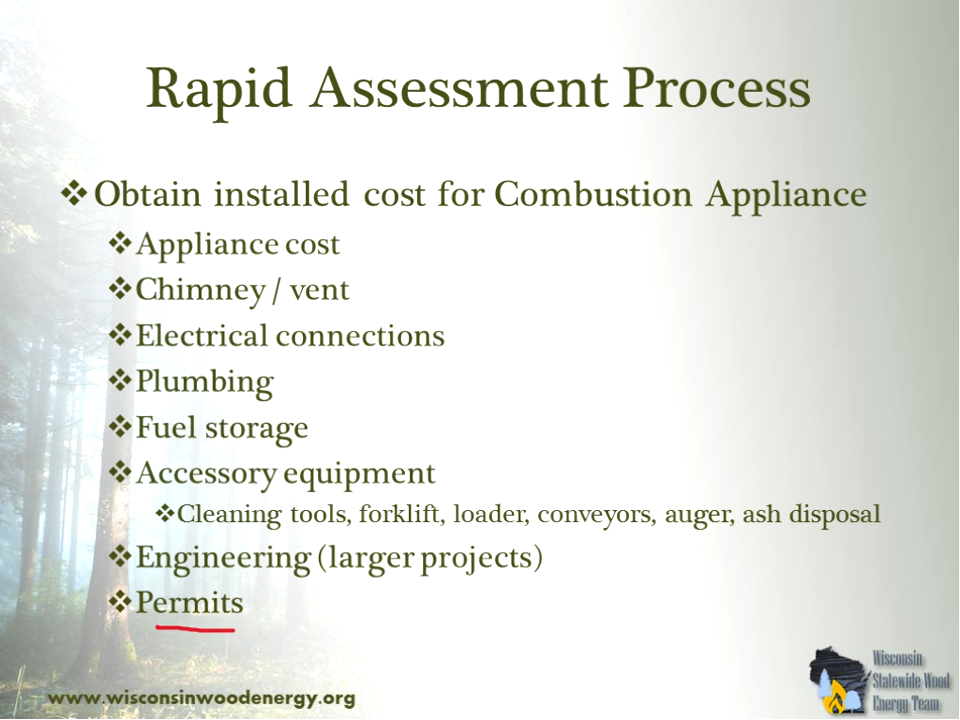 Rapid Assessment Process
❖Obtain installed cost for Combustion Appliance
❖Appliance cost
❖Chimney / vent
❖Electrical connections
❖Plumbing
❖Fuel storage
❖Accessory equipment
❖Cleaning tools, forklift, loader, conveyors, auger, ash disposal
❖Engineering (larger projects)
❖Permits
www.wisconsinwoodenergy.org
Wisconsin
Statewide Wood
Energy Team